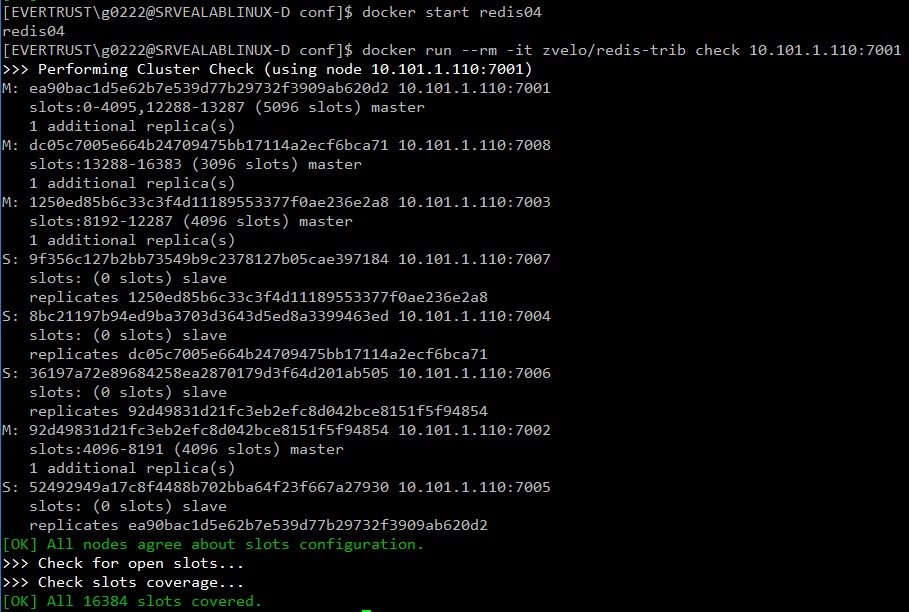 [EVERTRUST\g0222@SRVEALABLINUX-D conf]$ docker start redis04
redis04
[EVERTRUST\g0222@SRVEALABLINUX-D conf]$ docker run --rm -it zvelo/redis-trib check 10.101.1.110:7001
>>> Performing Cluster Check (using node 10.101.1.110:7001)
M: ea90bac1d5e62b7e539d77b29732f3909ab620d2 10.101.1.110:7001
slots:0-4095,12288-13287 (5096 slots) master
1 additional replica(s)
M: dc05c7005e664b24709475bb17114a2ecf6bca71 10.101.1.110:7008
slots:13288-16383 (3096 slots) master
1 additional replica(s)
M: 1250ed85b6c33c3f4d11189553377f0ae236e2a8 10.101.1.110:7003
slots:8192-12287 (4096 slots) master
1 additional replica(s)
S: 9f356c127b2bb73549b9c2378127b05cae397184 10.101.1.110:7007
slots: (0 slots) slave
replicates 1250ed85b6c33c3f4d11189553377f0ae236e2a8
S: 8bc21197b94ed9ba3703d3643d5ed8a3399463ed 10.101.1.110:7004
slots: (0 slots) slave
replicates dc05c7005e664b24709475bb17114a2ecf6bca71
S: 36197a72e89684258ea2870179d3f64d201ab505 10.101.1.110:7006
slots: (0 slots) slave
replicates 92d49831d21fc3eb2efc8d042bce8151f5f94854
M: 92d49831d21fc3eb2efc8d042bce8151f5f94854 10.101.1.110:7002
slots:4096-8191 (4096 slots) master
1 additional replica(s)
S: 52492949a17c8f4488b702bba64f23f667a27930 10.101.1.110:7005
slots: (0 slots) slave
replicates ea90bac1d5e62b7e539d77b29732f3909ab620d2
[OK] All nodes agree about slots configuration.
>>> Check for open slots...
>>> Check slots coverage...
[OK] All 16384 slots covered.